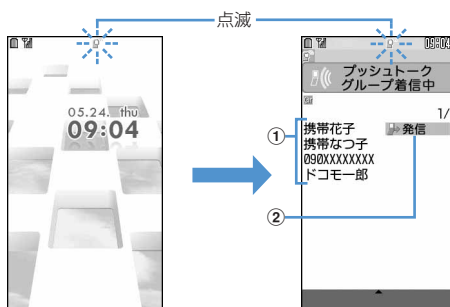 点滅
05.24. thu
09:04
09:04
プッシュトーク
グループ着信中
1/
① 携帯花子 発信
携帯なつ子
090XXXXXXXX
ドコモ一郎
②